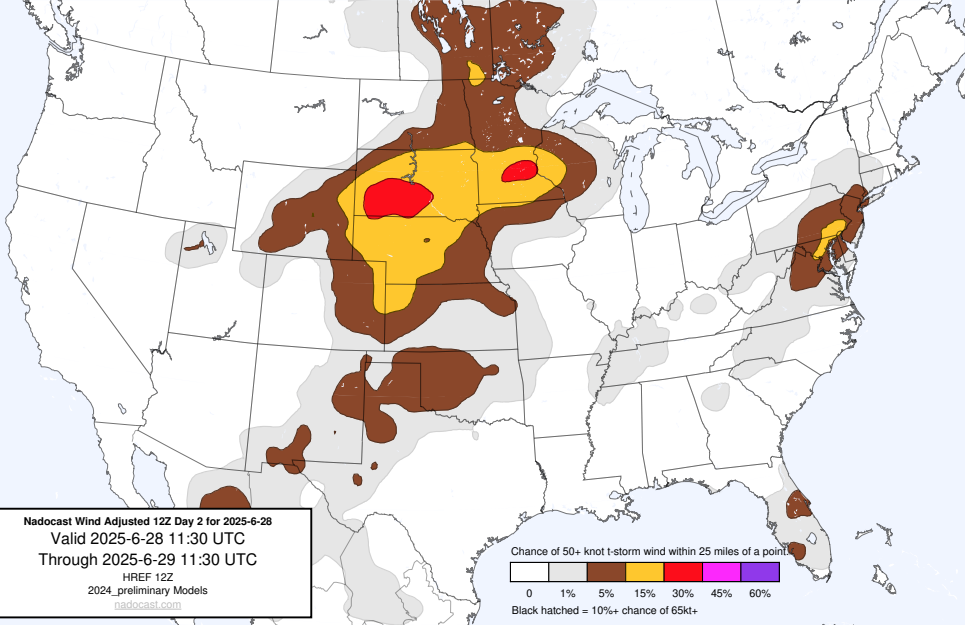 Nadocast Wind Adjusted 12Z Day 2 for 2025-6-28
Valid 2025-6-28 11:30 UTC
Through 2025-6-29 11:30 UTC
HREF 12Z
2024_preliminary Models
nadocast.com
Chance of 50+ knot t-storm wind within 25 miles of a point.
0 1% 5% 15% 30% 45% 60%
Black hatched = 10%+ chance of 65kt+